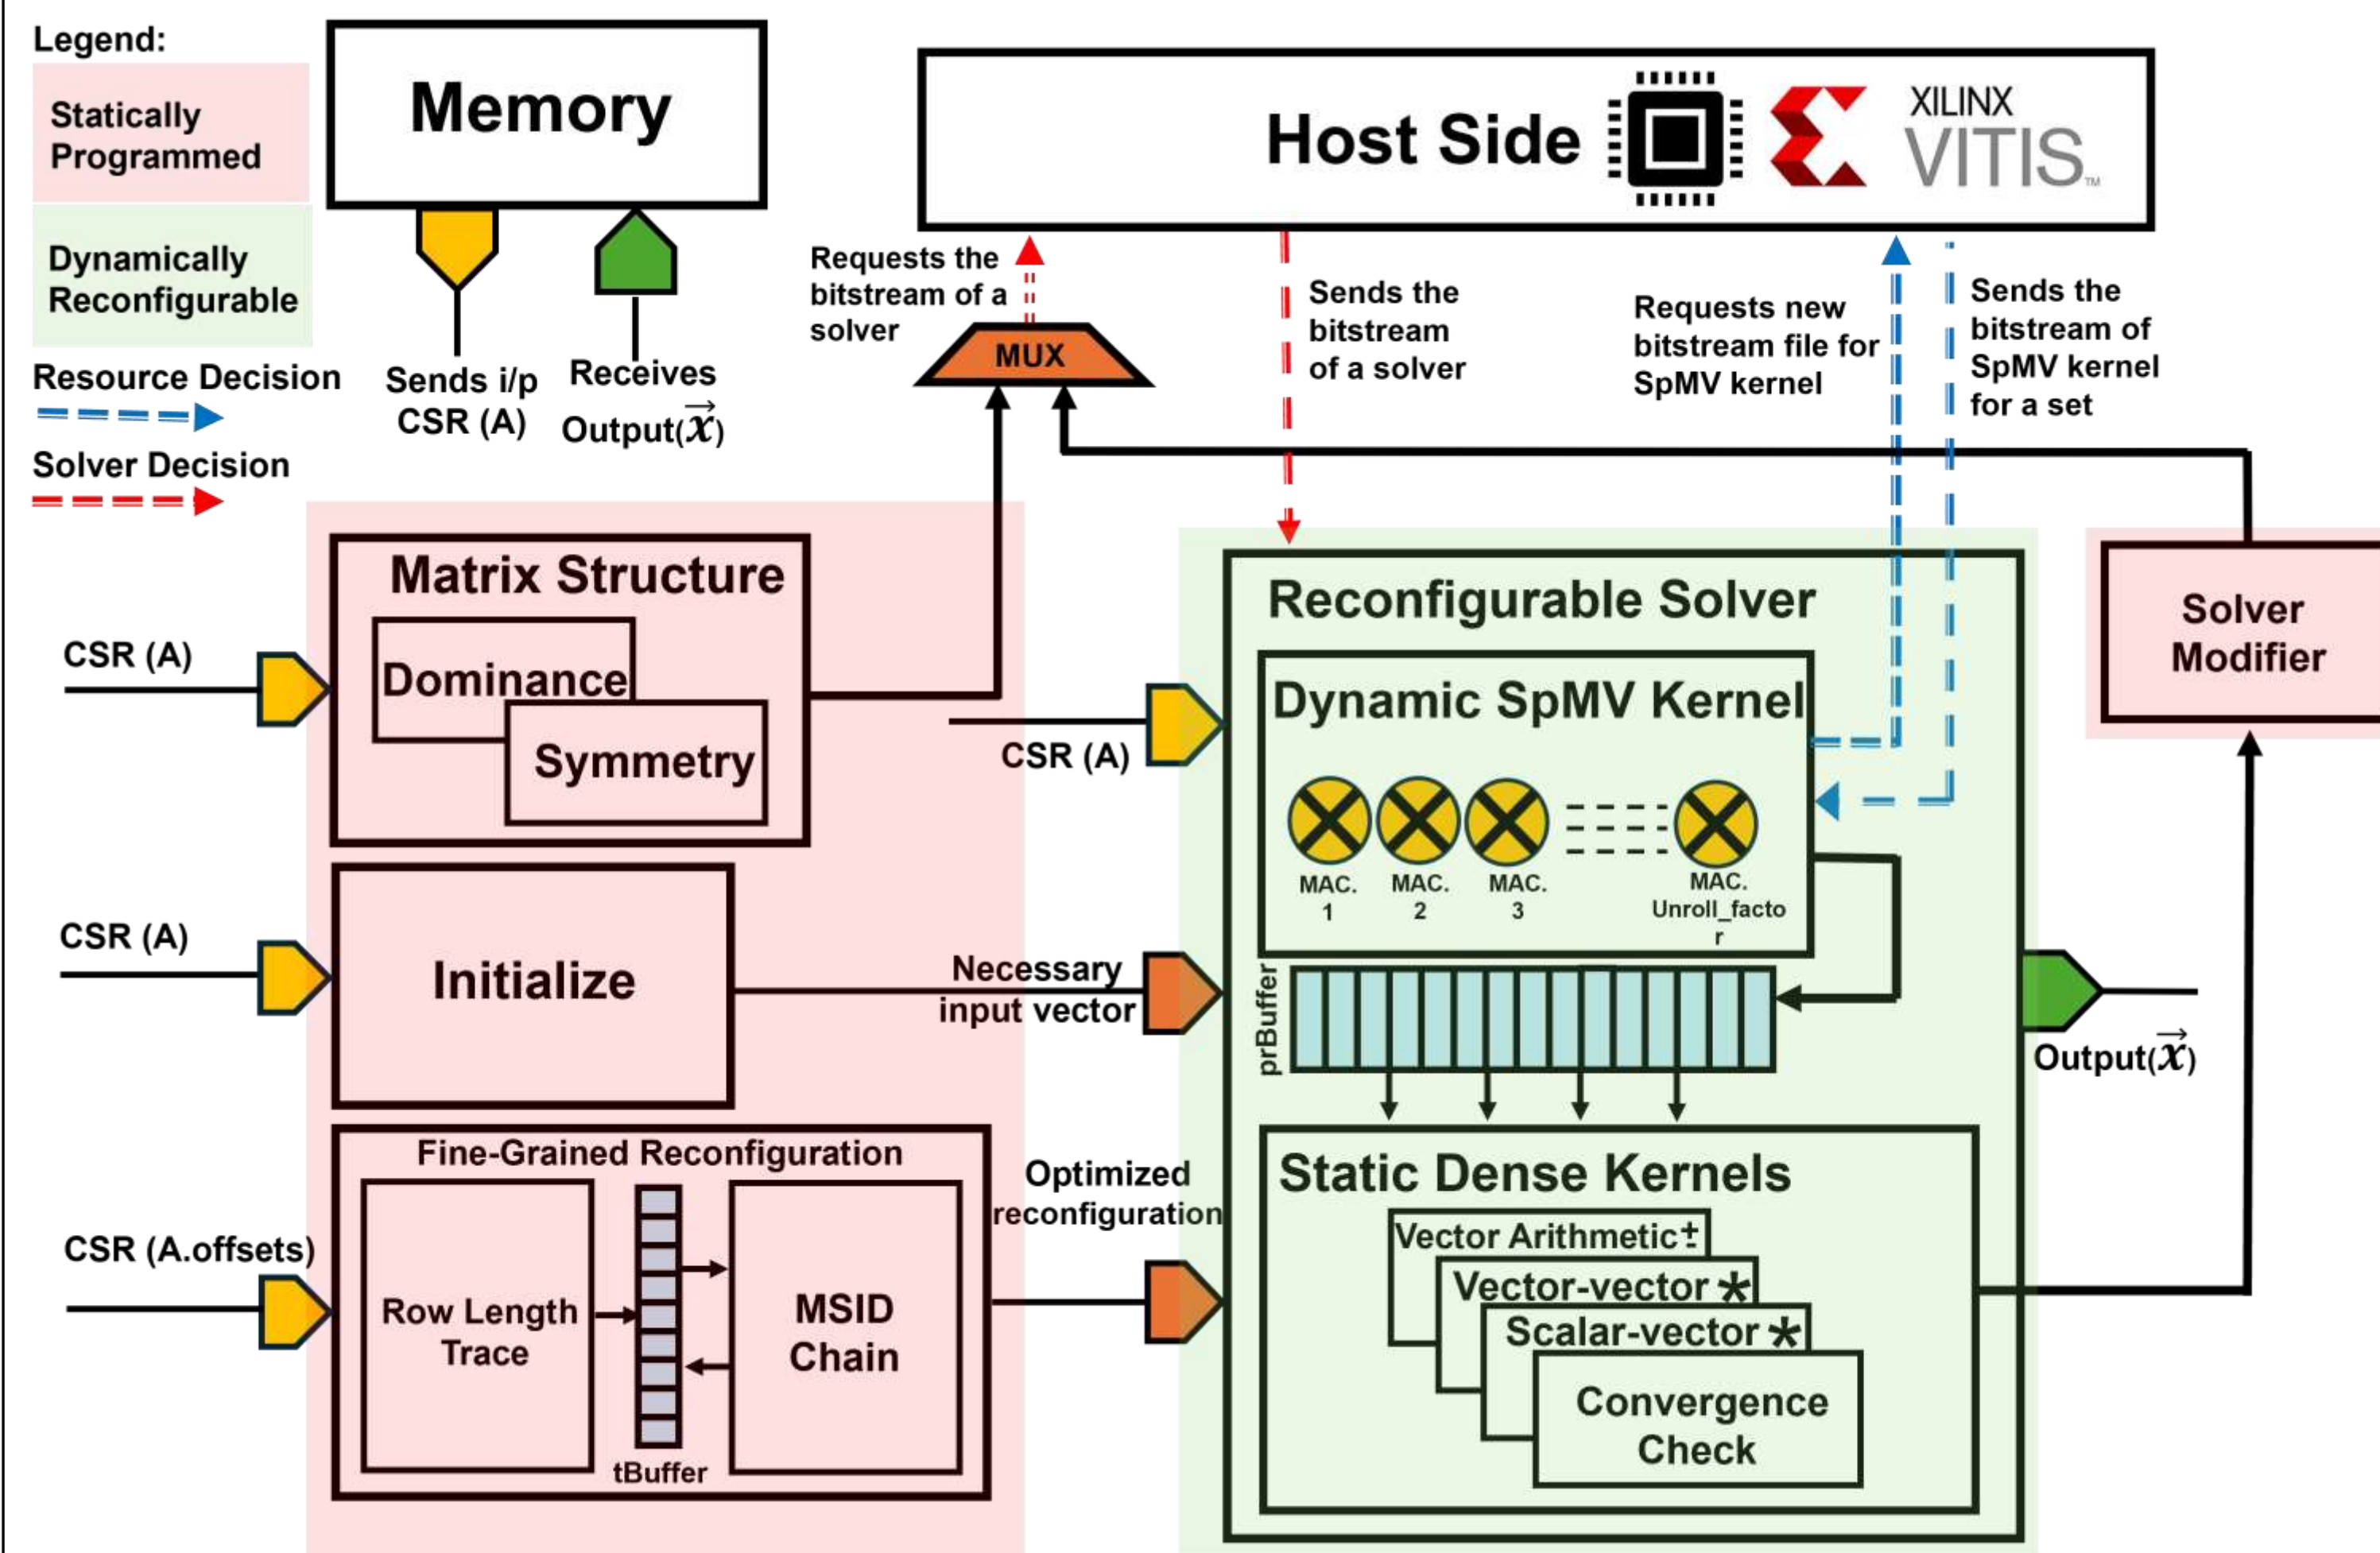 Legend:
Statically
Programmed
Dynamically
Reconfigurable
Resource Decision
Solver Decision
Memory
Sends i/p
CSR (A)
Receives
Output(x⃗)
Host Side
XILINX
VITIS™
Requests the
bitstream of a
solver
MUX
Sends the
bitstream
of a solver
Requests new
bitstream file for
SpMV kernel
Sends the
bitstream of
SpMV kernel
for a set
CSR (A)
Matrix Structure
Dominance
Symmetry
CSR (A)
Initialize
Necessary
input vector
CSR (A.offsets)
Fine-Grained Reconfiguration
Row Length
Trace
tBuffer
MSID
Chain
Optimized
reconfiguration
CSR (A)
Reconfigurable Solver
Dynamic SpMV Kernel
MAC.
1
MAC.
2
MAC.
3
MAC.
Unroll_facto
r
prBuffer
Static Dense Kernels
Vector Arithmetic±
Vector-vector *
Scalar-vector *
Convergence
Check
Solver
Modifier
Output(x⃗)